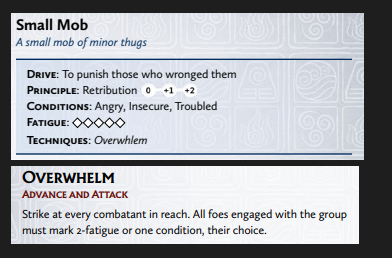 Small Mob
A small mob of minor thugs
DRIVE: To punish those who wronged them
PRINCIPLE: Retribution 0 +1 +2
CONDITIONS: Angry, Insecure, Troubled
FATIGUE: ◇◇◇◇◇
TECHNIQUES: Overwhlem
OVERWHELM
ADVANCE AND ATTACK
Strike at every combatant in reach. All foes engaged with the group
must mark 2-fatigue or one condition, their choice.